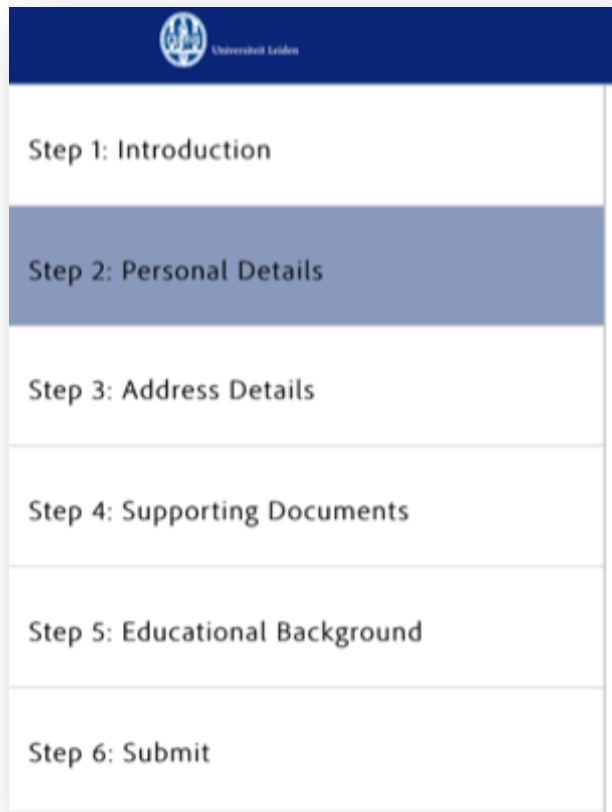 Universiteit Leiden
Step 1: Introduction
Step 2: Personal Details
Step 3: Address Details
Step 4: Supporting Documents
Step 5: Educational Background
Step 6: Submit